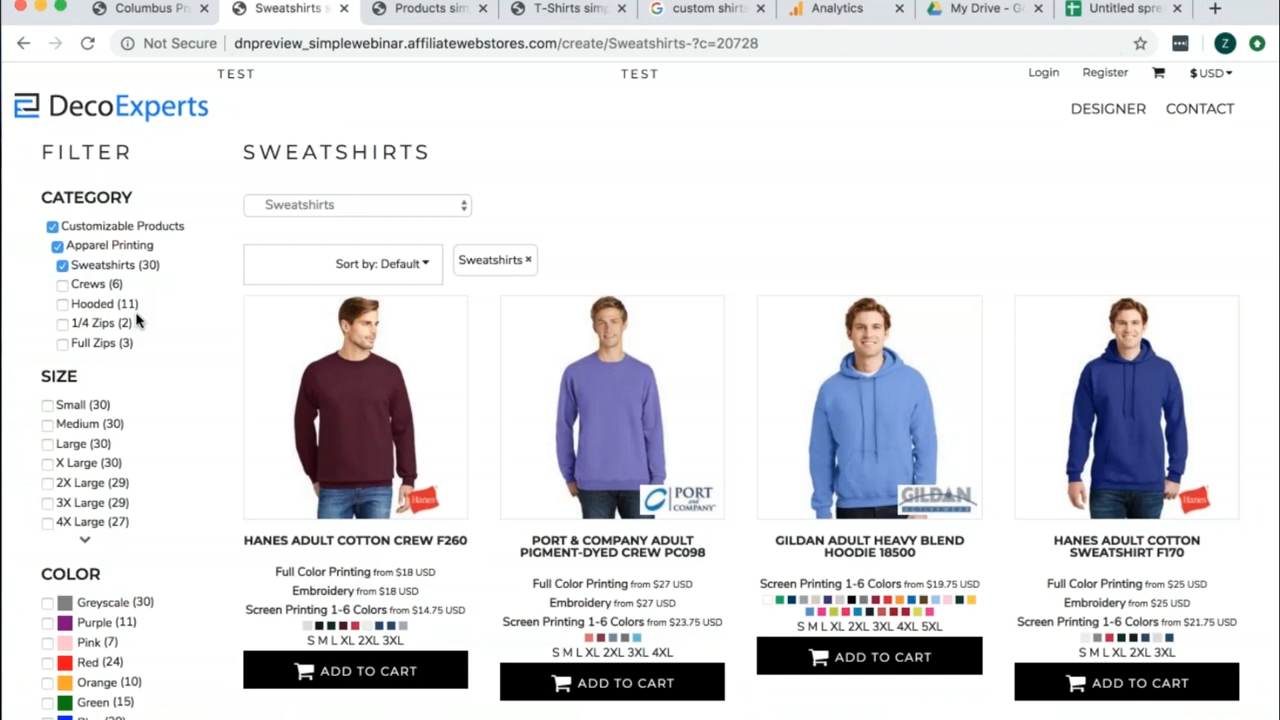 Columbus Pr
Sweatshirts s
Products sim
T-Shirts simp
custom shirts
Analytics
My Drive - Go
Untitled spre
Not Secure
dnpreview_simplewebinar.affiliatewebstores.com/create/Sweatshirts-?c=20728
Z
TEST
TEST
Login
Register
$ USD
DecoExperts
DESIGNER
CONTACT
FILTER
SWEATSHIRTS
CATEGORY
Customizable Products
Apparel Printing
Sweatshirts (30)
Crews (6)
Hooded (11)
1/4 Zips (2)
Full Zips (3)
Sweatshirts
Sort by: Default
Sweatshirts ×
SIZE
Small (30)
Medium (30)
Large (30)
X Large (30)
2X Large (29)
3X Large (29)
4X Large (27)
COLOR
Greyscale (30)
Purple (11)
Pink (7)
Red (24)
Orange (10)
Green (15)
Hanes
HANES ADULT COTTON CREW F260
Full Color Printing from $18 USD
Embroidery from $18 USD
Screen Printing 1-6 Colors from $14.75 USD
S M L XL 2XL 3XL
ADD TO CART
PORT
and
COMPANY
PORT & COMPANY ADULT
PIGMENT-DYED CREW PC098
Full Color Printing from $27 USD
Embroidery from $27 USD
Screen Printing 1-6 Colors from $23.75 USD
S M L XL 2XL 3XL 4XL
ADD TO CART
GILDAN
GILDAN ADULT HEAVY BLEND
HOODIE 18500
Screen Printing 1-6 Colors from $19.75 USD
S M L XL 2XL 3XL 4XL 5XL
ADD TO CART
Hanes
HANES ADULT COTTON
SWEATSHIRT F170
Full Color Printing from $25 USD
Embroidery from $25 USD
Screen Printing 1-6 Colors from $21.75 USD
S M L XL 2XL 3XL
ADD TO CART